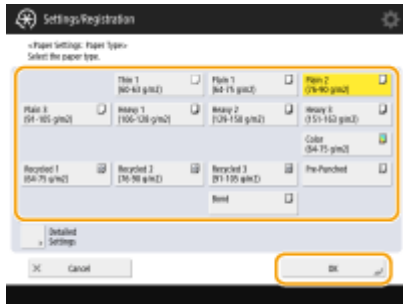 Settings/Registration
<Paper Settings: Paper Type>
Select the paper type.
Thin 1
(60-63 g/m2)
Plain 1
(64-75 g/m2)
Plain 2
(76-90 g/m2)
Plain 3
(91-105 g/m2)
Heavy 1
(106-128 g/m2)
Heavy 2
(129-150 g/m2)
Heavy 3
(151-163 g/m2)
Color
(64-75 g/m2)
Recycled 1
(64-75 g/m2)
Recycled 2
(76-90 g/m2)
Recycled 3
(91-105 g/m2)
Pre-Punched
Bond
Detailed
Settings
Cancel
OK